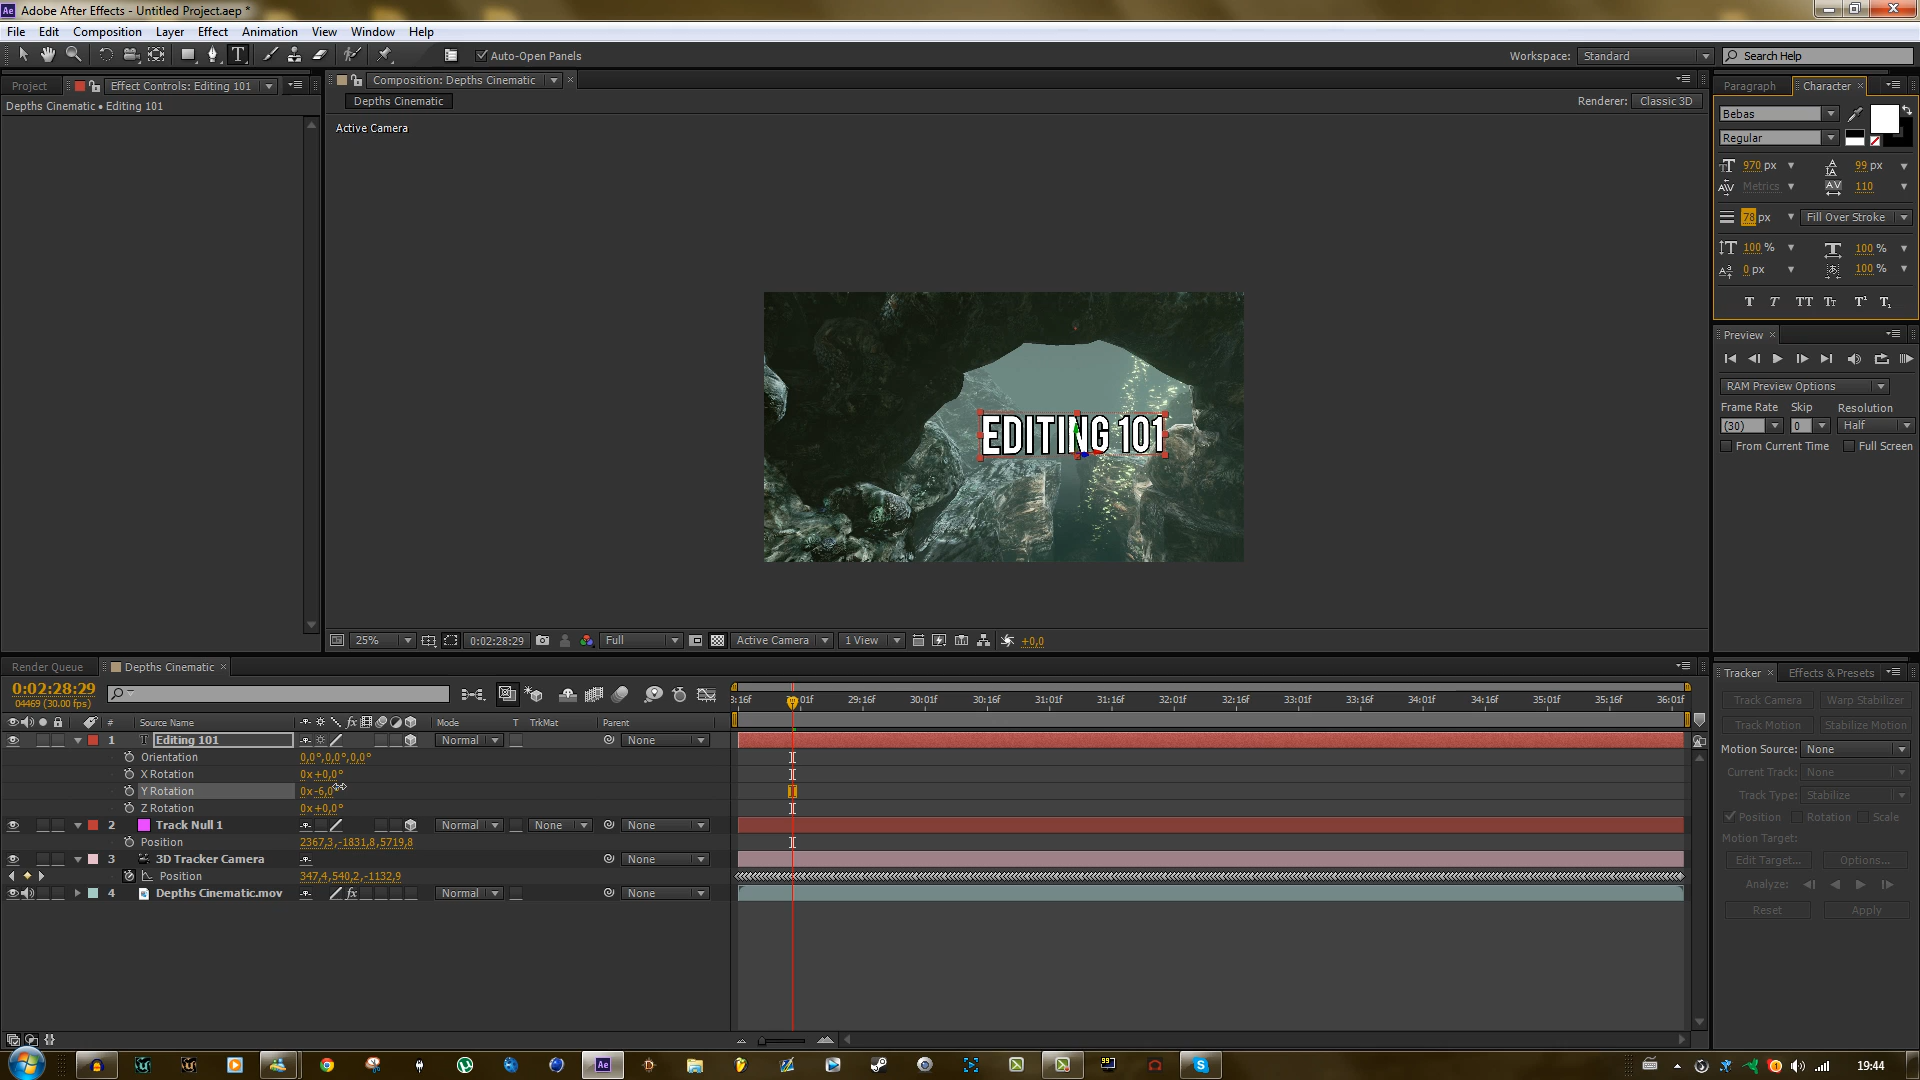 Adobe After Effects - Untitled Project.aep *
File Edit Composition Layer Effect Animation View Window Help
Auto-Open Panels
Workspace: Standard
Search Help
Project
Effect Controls: Editing 101
Depths Cinematic • Editing 101
Composition: Depths Cinematic
Depths Cinematic
Renderer: Classic 3D
Active Camera
EDITING 101
25%
0:02:28:29
Full
Active Camera
1 View
+0,0
Paragraph
Character
Bebas
Regular
970 px
99 px
Metrics
110
78 px
Fill Over Stroke
100 %
100 %
0 px
100 %
Preview
RAM Preview Options
Frame Rate Skip Resolution
(30) 0 Half
From Current Time Full Screen
Render Queue
Depths Cinematic
0:02:28:29
04469 (30.00 fps)
01f 29:16f 30:01f 30:16f 31:01f 31:16f 32:01f 32:16f 33:01f 33:16f 34:01f 34:16f 35:01f 35:16f 36:01f
# Source Name Mode T TrkMat Parent
1 T Editing 101 Normal None
Orientation 0,0°,0,0°,0,0°
X Rotation 0x+0,0°
Y Rotation 0x-6,0
Z Rotation 0x+0,0°
2 Track Null 1 Normal None None
Position 2367,3,-1831,8,5719,8
3 3D Tracker Camera None
Position 347,4,540,2,-1132,9
4 Depths Cinematic.mov Normal None None
Tracker
Effects & Presets
Track Camera Warp Stabilizer
Track Motion Stabilize Motion
Motion Source: None
Current Track: None
Track Type: Stabilize
Position Rotation Scale
Motion Target:
Edit Target... Options...
Analyze:
Reset Apply
19:44